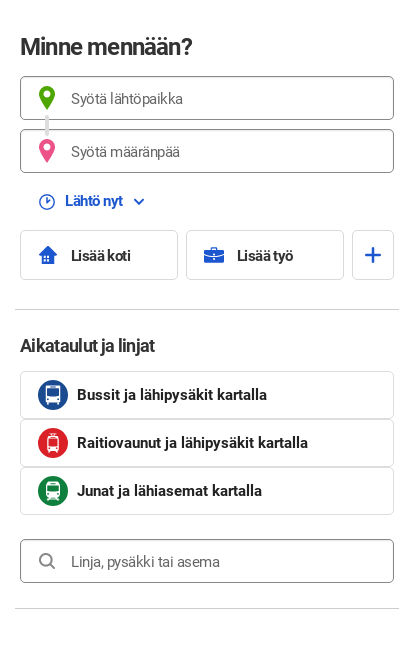 Minne mennään?
Syötä lähtöpaikka
Syötä määränpää
Lähtö nyt
Lisää koti
Lisää työ
Aikataulut ja linjat
Bussit ja lähipysäkit kartalla
Raitiovaunut ja lähipysäkit kartalla
Junat ja lähiasemat kartalla
Linja, pysäkki tai asema